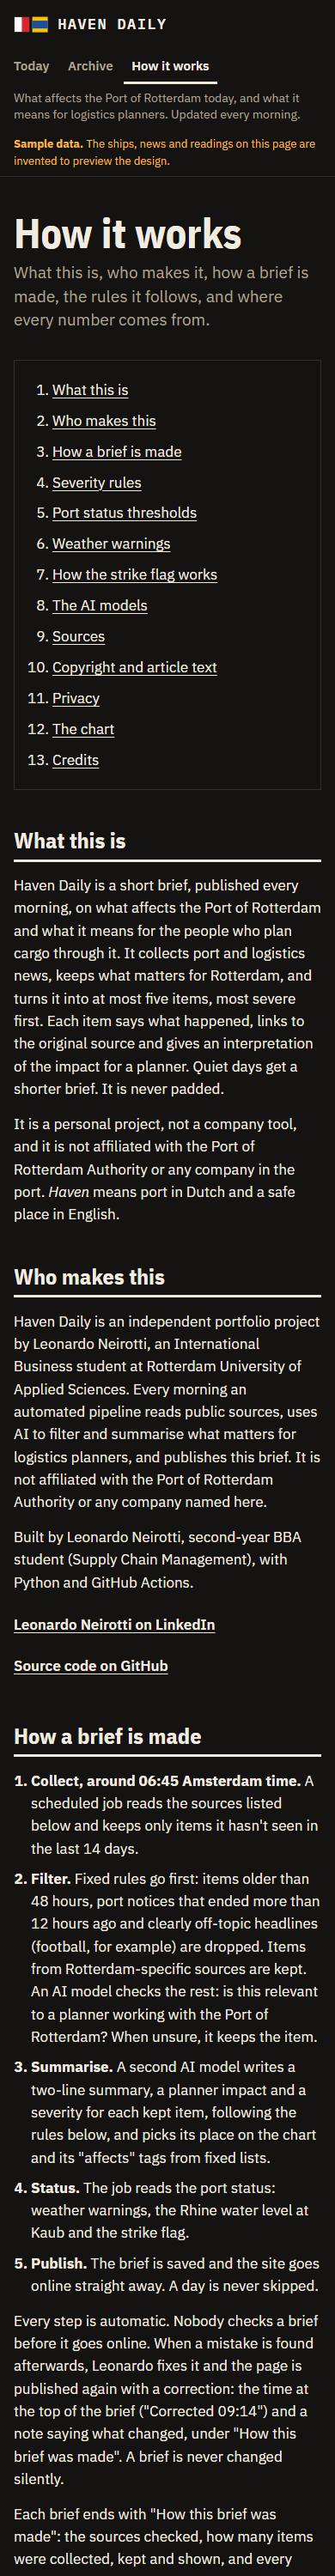 HAVEN DAILY
Today Archive How it works
What affects the Port of Rotterdam today, and what it
means for logistics planners. Updated every morning.
Sample data. The ships, news and readings on this page are
invented to preview the design.
How it works
What this is, who makes it, how a brief is
made, the rules it follows, and where
every number comes from.
1. What this is
2. Who makes this
3. How a brief is made
4. Severity rules
5. Port status thresholds
6. Weather warnings
7. How the strike flag works
8. The AI models
9. Sources
10. Copyright and article text
11. Privacy
12. The chart
13. Credits
What this is
Haven Daily is a short brief, published every
morning, on what affects the Port of Rotterdam
and what it means for the people who plan
cargo through it. It collects port and logistics
news, keeps what matters for Rotterdam, and
turns it into at most five items, most severe
first. Each item says what happened, links to
the original source and gives an interpretation
of the impact for a planner. Quiet days get a
shorter brief. It is never padded.
It is a personal project, not a company tool,
and it is not affiliated with the Port of
Rotterdam Authority or any company in the
port. Haven means port in Dutch and a safe
place in English.
Who makes this
Haven Daily is an independent portfolio project
by Leonardo Neirotti, an International
Business student at Rotterdam University of
Applied Sciences. Every morning an
automated pipeline reads public sources, uses
AI to filter and summarise what matters for
logistics planners, and publishes this brief. It is
not affiliated with the Port of Rotterdam
Authority or any company named here.
Built by Leonardo Neirotti, second-year BBA
student (Supply Chain Management), with
Python and GitHub Actions.
Leonardo Neirotti on LinkedIn
Source code on GitHub
How a brief is made
1. Collect, around 06:45 Amsterdam time. A
scheduled job reads the sources listed
below and keeps only items it hasn't seen in
the last 14 days.
2. Filter. Fixed rules go first: items older than
48 hours, port notices that ended more than
12 hours ago and clearly off-topic headlines
(football, for example) are dropped. Items
from Rotterdam-specific sources are kept.
An AI model checks the rest: is this relevant
to a planner working with the Port of
Rotterdam? When unsure, it keeps the item.
3. Summarise. A second AI model writes a
two-line summary, a planner impact and a
severity for each kept item, following the
rules below, and picks its place on the chart
and its "affects" tags from fixed lists.
4. Status. The job reads the port status:
weather warnings, the Rhine water level at
Kaub and the strike flag.
5. Publish. The brief is saved and the site goes
online straight away. A day is never skipped.
Every step is automatic. Nobody checks a brief
before it goes online. When a mistake is found
afterwards, Leonardo fixes it and the page is
published again with a correction: the time at
the top of the brief ("Corrected 09:14") and a
note saying what changed, under "How this
brief was made". A brief is never changed
silently.
Each brief ends with "How this brief was
made": the sources checked, how many items
were collected, kept and shown, and every